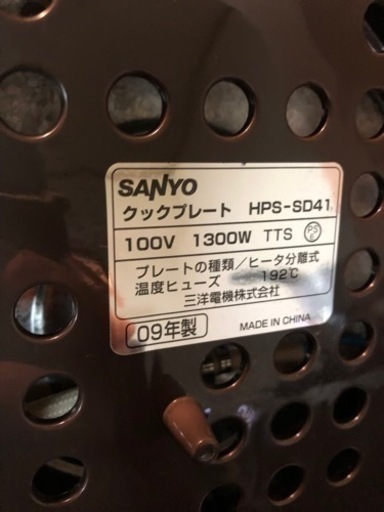 SANYO
クックプレート HPS-SD41
100V 1300W TTS PSE
プレートの種類/ヒータ分離式
温度ヒューズ 192℃
三洋電機株式会社
09年製
MADE IN CHINA